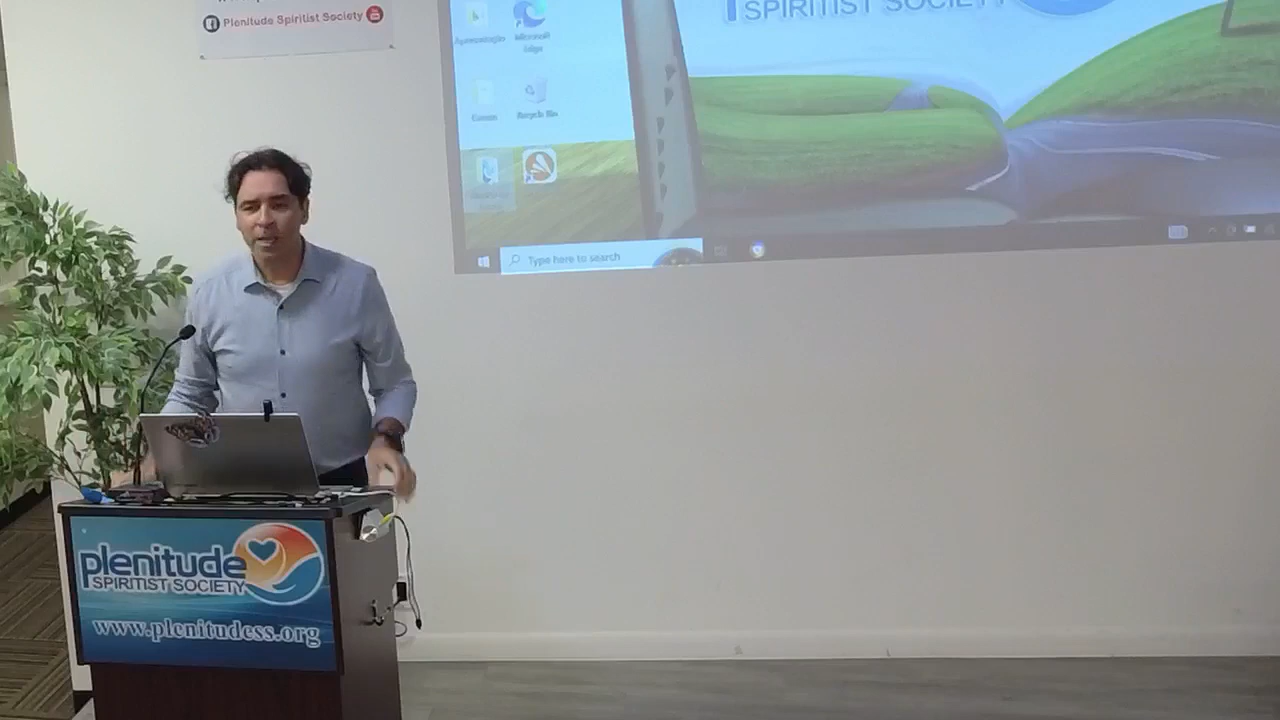 Plenitude Spiritist Society
SPIRITIST SOCIETY
Microsoft
Edge
Recycle Bin
Type here to search
plenitude
SPIRITIST SOCIETY
www.plenitudess.org